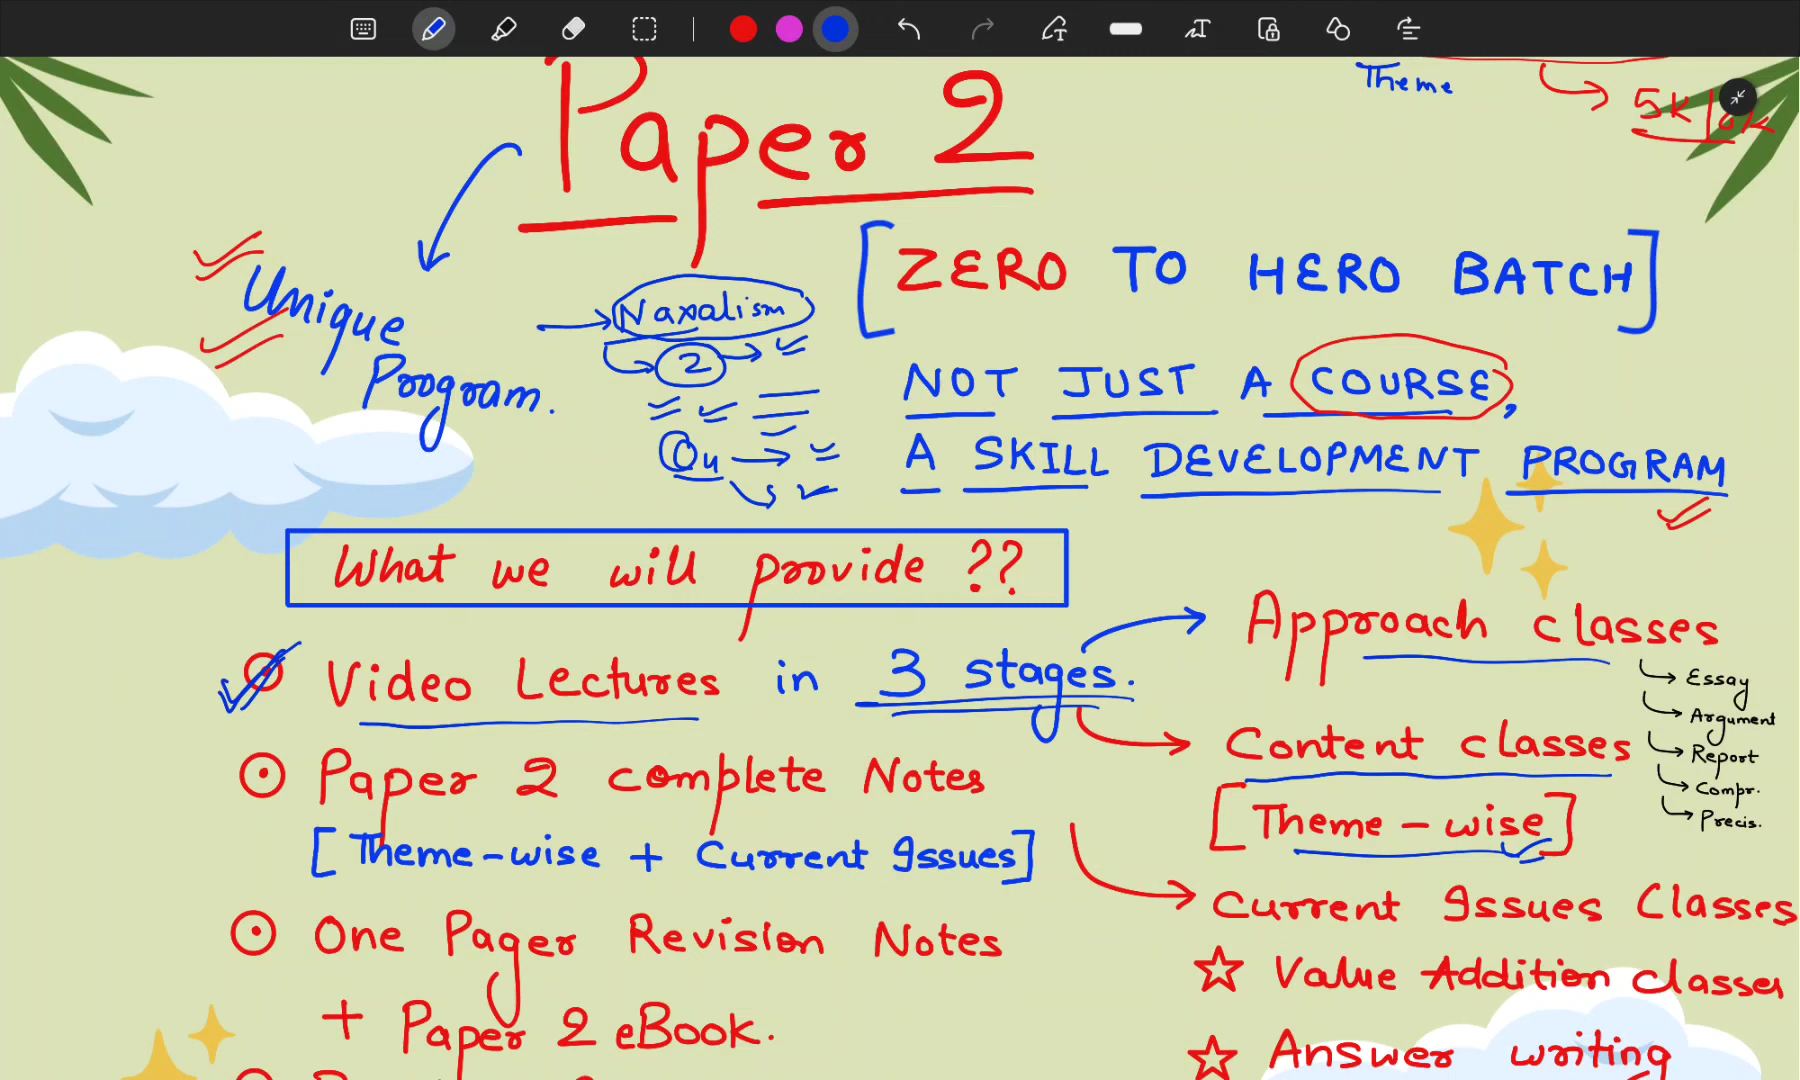 Paper 2
Theme
5k
Unique
Program.
Naxalism
2
Qu
[ZERO TO HERO BATCH]
NOT JUST A COURSE,
A SKILL DEVELOPMENT PROGRAM
What we will provide ??
Video Lectures in 3 stages.
Paper 2 complete Notes
[Theme-wise + Current Issues]
One Pager Revision Notes
+ Paper 2 eBook.
Approach classes
Essay
Argument
Report
Compr.
Precis.
Content classes
[Theme-wise]
Current Issues Classes
Value Addition classes
Answer writing